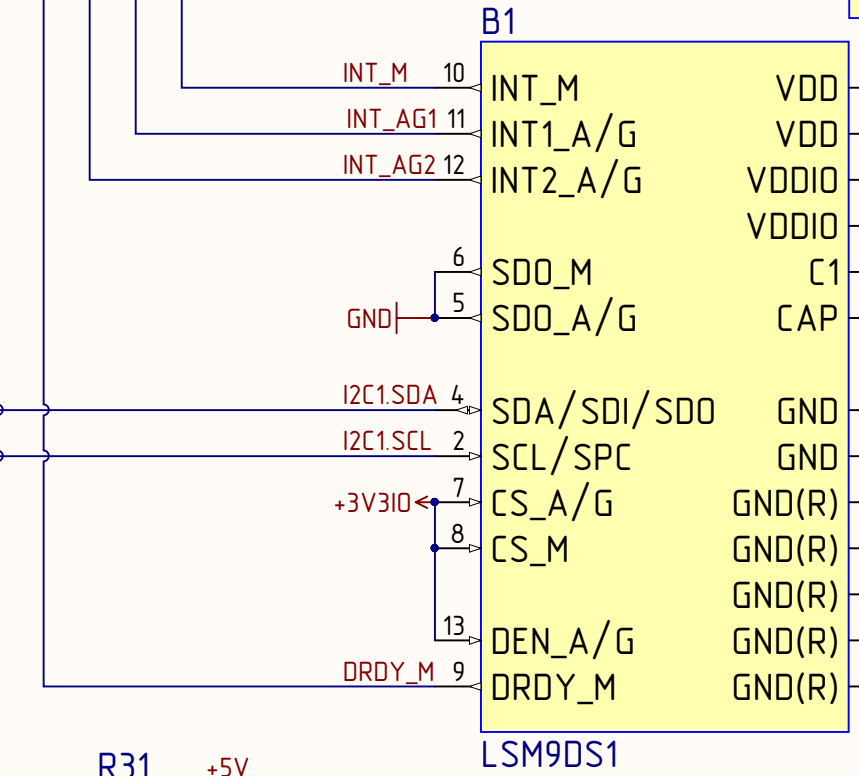 B1
INT_M 10 INT_M VDD
INT_AG1 11 INT1_A/G VDD
INT_AG2 12 INT2_A/G VDDIO
VDDIO
6 SDO_M C1
GND 5 SDO_A/G CAP
I2C1.SDA 4 SDA/SDI/SDO GND
I2C1.SCL 2 SCL/SPC GND
+3V3IO 7 CS_A/G GND(R)
8 CS_M GND(R)
GND(R)
13 DEN_A/G GND(R)
DRDY_M 9 DRDY_M GND(R)
LSM9DS1
R31 +5V